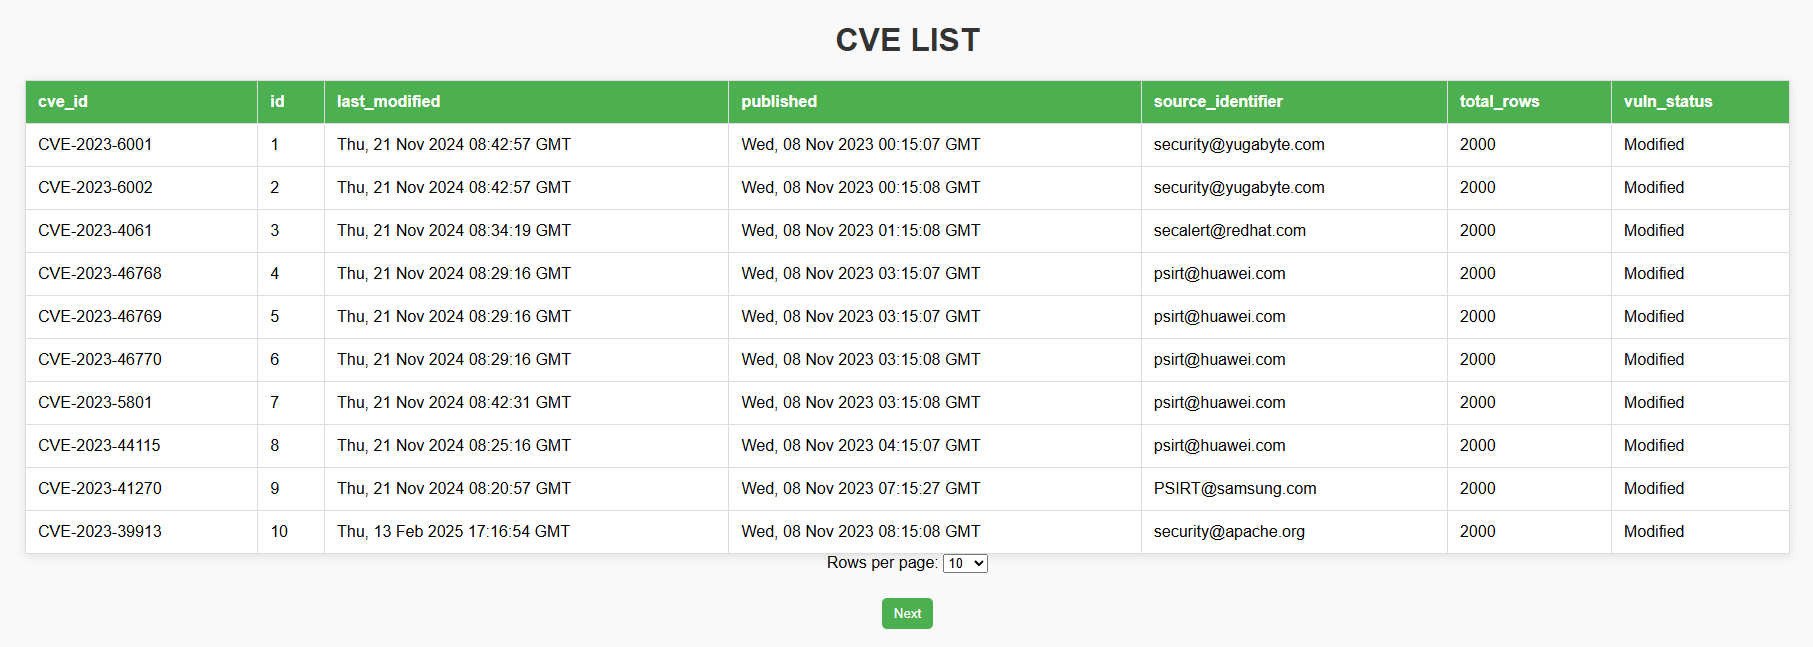 CVE LIST
cve_id id last_modified published source_identifier total_rows vuln_status
CVE-2023-6001 1 Thu, 21 Nov 2024 08:42:57 GMT Wed, 08 Nov 2023 00:15:07 GMT security@yugabyte.com 2000 Modified
CVE-2023-6002 2 Thu, 21 Nov 2024 08:42:57 GMT Wed, 08 Nov 2023 00:15:08 GMT security@yugabyte.com 2000 Modified
CVE-2023-4061 3 Thu, 21 Nov 2024 08:34:19 GMT Wed, 08 Nov 2023 01:15:08 GMT secalert@redhat.com 2000 Modified
CVE-2023-46768 4 Thu, 21 Nov 2024 08:29:16 GMT Wed, 08 Nov 2023 03:15:07 GMT psirt@huawei.com 2000 Modified
CVE-2023-46769 5 Thu, 21 Nov 2024 08:29:16 GMT Wed, 08 Nov 2023 03:15:07 GMT psirt@huawei.com 2000 Modified
CVE-2023-46770 6 Thu, 21 Nov 2024 08:29:16 GMT Wed, 08 Nov 2023 03:15:08 GMT psirt@huawei.com 2000 Modified
CVE-2023-5801 7 Thu, 21 Nov 2024 08:42:31 GMT Wed, 08 Nov 2023 03:15:08 GMT psirt@huawei.com 2000 Modified
CVE-2023-44115 8 Thu, 21 Nov 2024 08:25:16 GMT Wed, 08 Nov 2023 04:15:07 GMT psirt@huawei.com 2000 Modified
CVE-2023-41270 9 Thu, 21 Nov 2024 08:20:57 GMT Wed, 08 Nov 2023 07:15:27 GMT PSIRT@samsung.com 2000 Modified
CVE-2023-39913 10 Thu, 13 Feb 2025 17:16:54 GMT Wed, 08 Nov 2023 08:15:08 GMT security@apache.org 2000 Modified
Rows per page: 10
Next